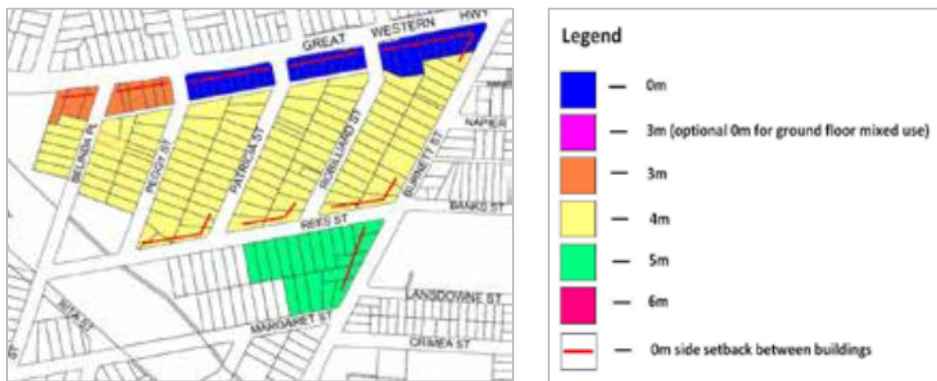 GREAT WESTERN HWY
BELINDA PL
PEGGY ST
PATRICIA ST
ROBILLIARD ST
BURNETT ST
NAPIER
BANKS ST
REES ST
LANSDOWNE ST
RITA ST
MARGARET ST
CRIMEA ST
ST
Legend
— 0m
— 3m (optional 0m for ground floor mixed use)
— 3m
— 4m
— 5m
— 6m
— 0m side setback between buildings